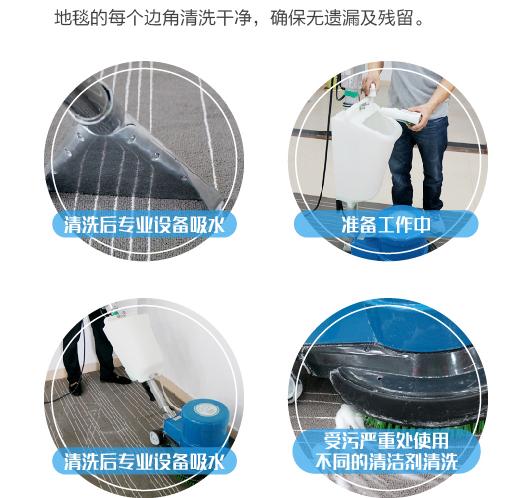 地毯的每个边角清洗干净，确保无遗漏及残留。
清洗后专业设备吸水
准备工作中
清洗后专业设备吸水
受污严重处使用
不同的清洁剂清洗